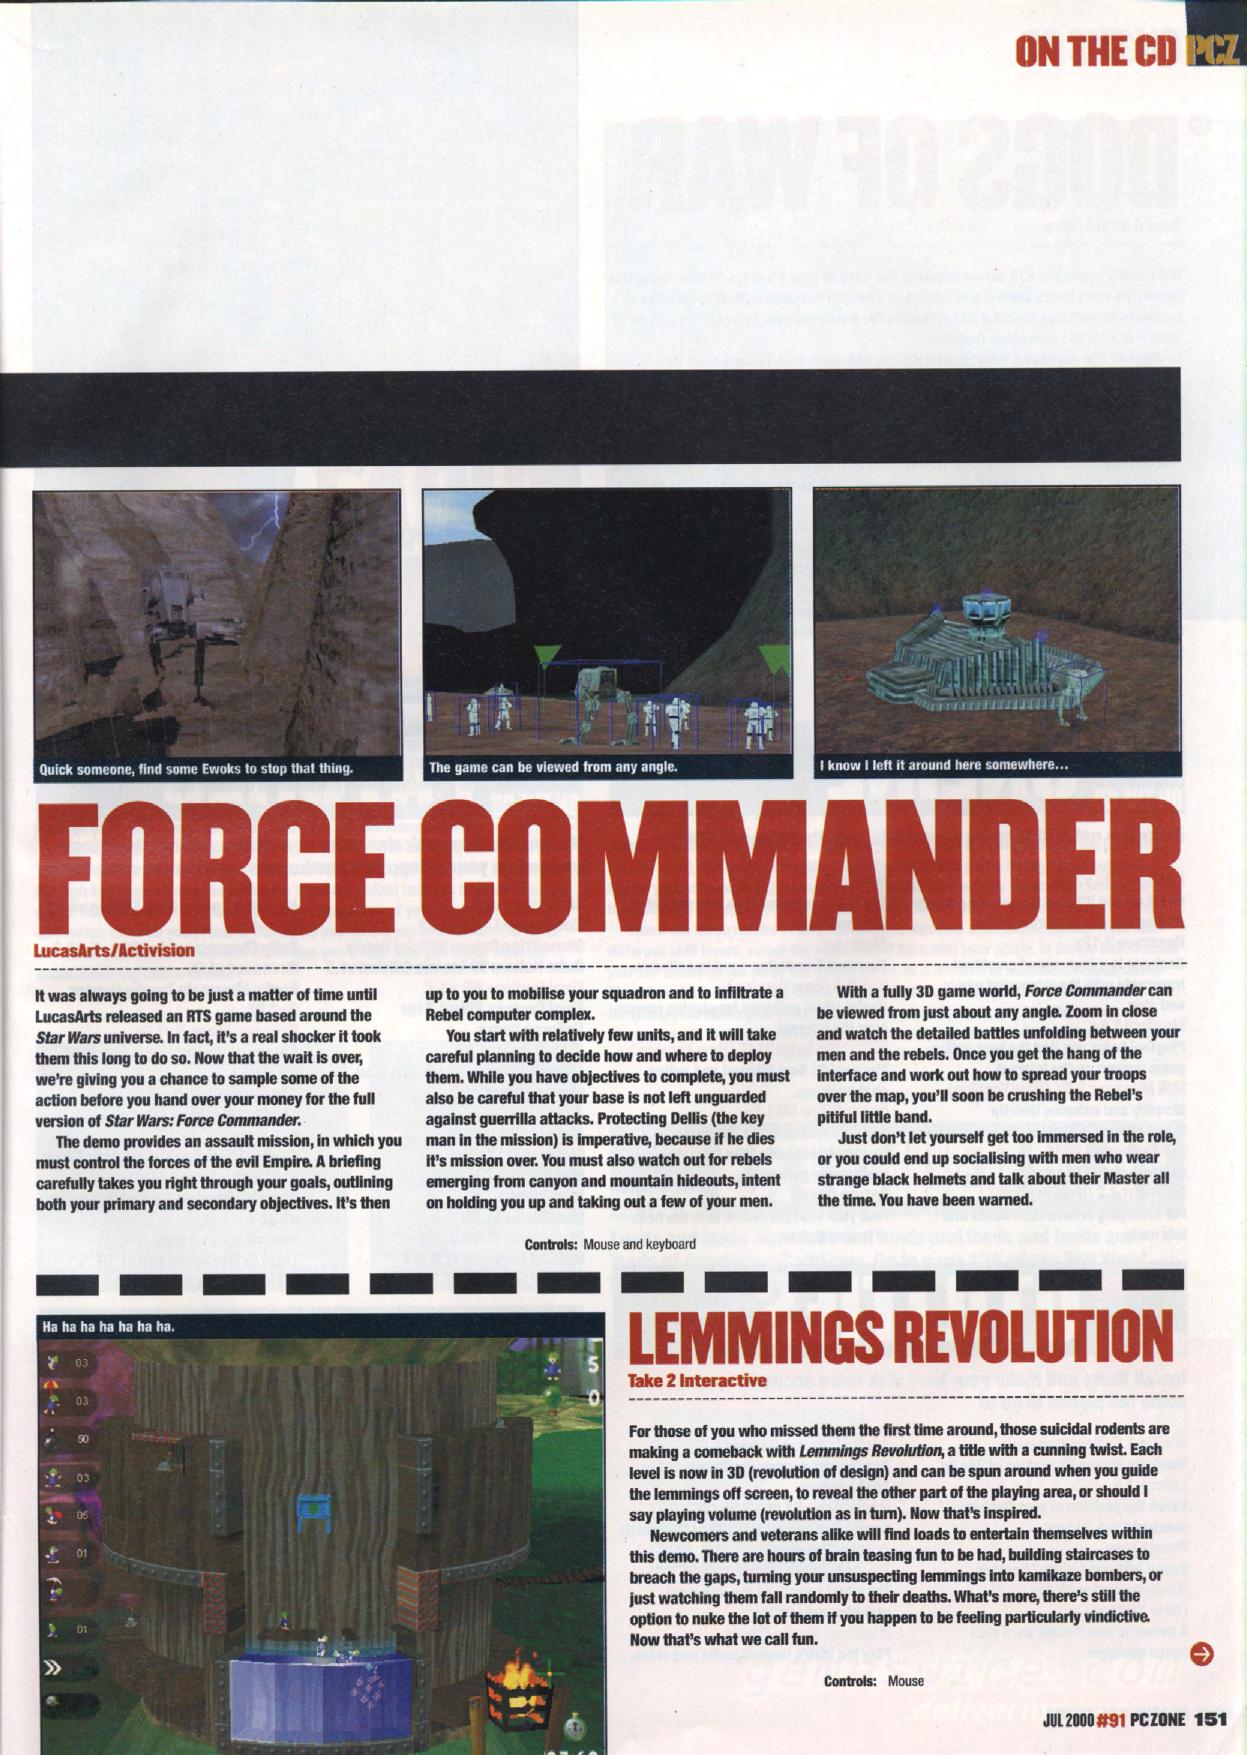 ON THE CD PCZ
Quick someone, find some Ewoks to stop that thing.
The game can be viewed from any angle.
I know I left it around here somewhere...
FORCE COMMANDER
LucasArts/Activision
It was always going to be just a matter of time until
LucasArts released an RTS game based around the
Star Wars universe. In fact, it's a real shocker it took
them this long to do so. Now that the wait is over,
we're giving you a chance to sample some of the
action before you hand over your money for the full
version of Star Wars: Force Commander.
The demo provides an assault mission, in which you
must control the forces of the evil Empire. A briefing
carefully takes you right through your goals, outlining
both your primary and secondary objectives. It's then
up to you to mobilise your squadron and to infiltrate a
Rebel computer complex.
You start with relatively few units, and it will take
careful planning to decide how and where to deploy
them. While you have objectives to complete, you must
also be careful that your base is not left unguarded
against guerrilla attacks. Protecting Dellis (the key
man in the mission) is imperative, because if he dies
it's mission over. You must also watch out for rebels
emerging from canyon and mountain hideouts, intent
on holding you up and taking out a few of your men.
With a fully 3D game world, Force Commander can
be viewed from just about any angle. Zoom in close
and watch the detailed battles unfolding between your
men and the rebels. Once you get the hang of the
interface and work out how to spread your troops
over the map, you'll soon be crushing the Rebel's
pitiful little band.
Just don't let yourself get too immersed in the role,
or you could end up socialising with men who wear
strange black helmets and talk about their Master all
the time. You have been warned.
Controls: Mouse and keyboard
Ha ha ha ha ha ha ha.
03
03
50
03
05
01
01
5
0
LEMMINGS REVOLUTION
Take 2 Interactive
For those of you who missed them the first time around, those suicidal rodents are
making a comeback with Lemmings Revolution, a title with a cunning twist. Each
level is now in 3D (revolution of design) and can be spun around when you guide
the lemmings off screen, to reveal the other part of the playing area, or should I
say playing volume (revolution as in turn). Now that's inspired.
Newcomers and veterans alike will find loads to entertain themselves within
this demo. There are hours of brain teasing fun to be had, building staircases to
breach the gaps, turning your unsuspecting lemmings into kamikaze bombers, or
just watching them fall randomly to their deaths. What's more, there's still the
option to nuke the lot of them if you happen to be feeling particularly vindictive.
Now that's what we call fun.
Controls: Mouse
JUL 2000 #91 PCZONE 151